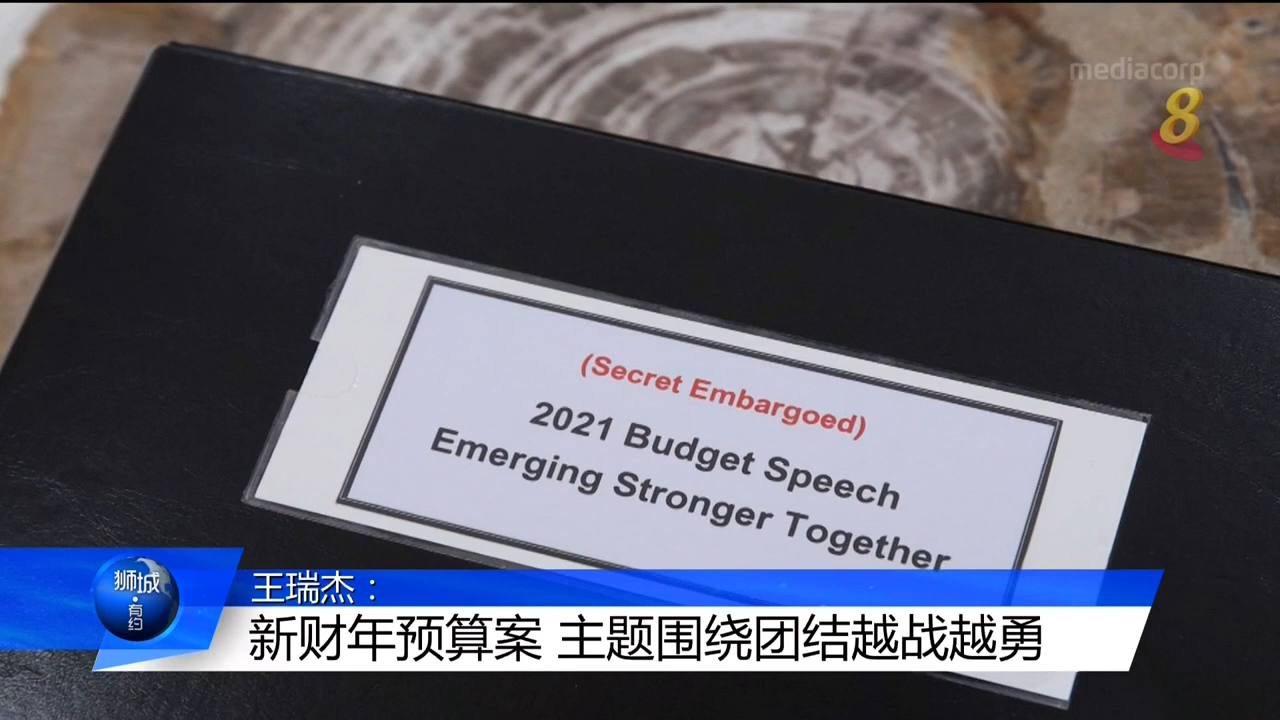 mediacorp
8
(Secret Embargoed)
2021 Budget Speech
Emerging Stronger Together
狮城
有约
王瑞杰：
新财年预算案 主题围绕团结越战越勇